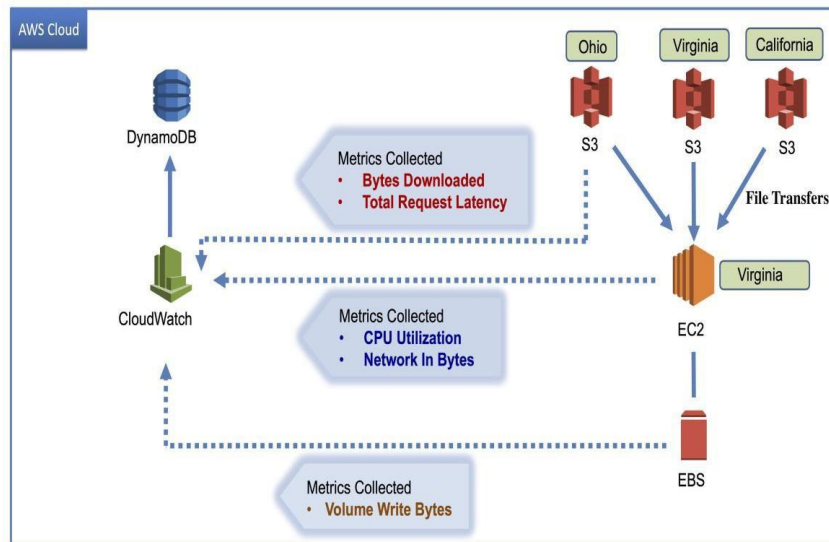 AWS Cloud
Ohio
Virginia
California
DynamoDB
S3
S3
S3
Metrics Collected
• Bytes Downloaded
• Total Request Latency
File Transfers
CloudWatch
Virginia
EC2
Metrics Collected
• CPU Utilization
• Network In Bytes
EBS
Metrics Collected
• Volume Write Bytes